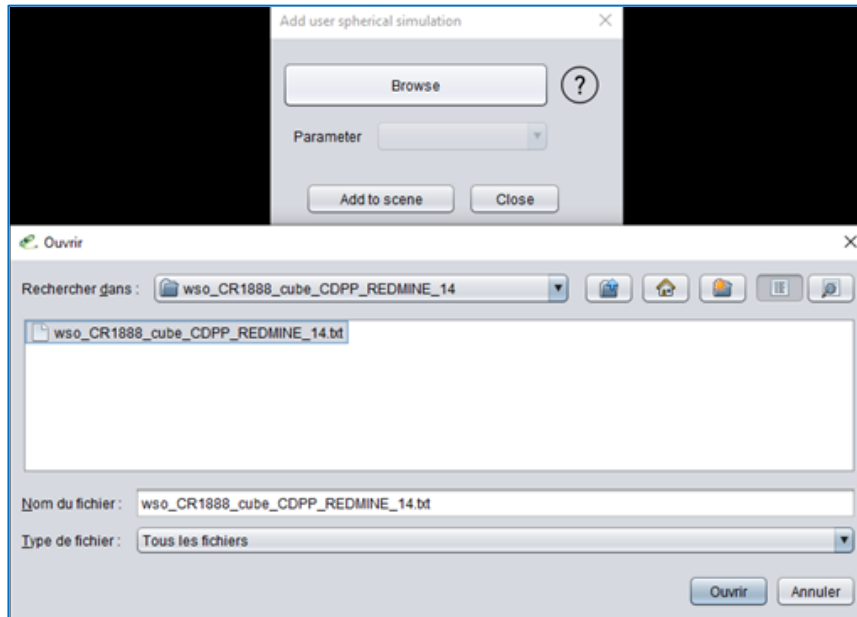 Add user spherical simulation
Browse
?
Parameter
Add to scene Close
Ouvrir
Rechercher dans : wso_CR1888_cube_CDPP_REDMINE_14
wso_CR1888_cube_CDPP_REDMINE_14.txt
Nom du fichier : wso_CR1888_cube_CDPP_REDMINE_14.txt
Type de fichier : Tous les fichiers
Ouvrir Annuler